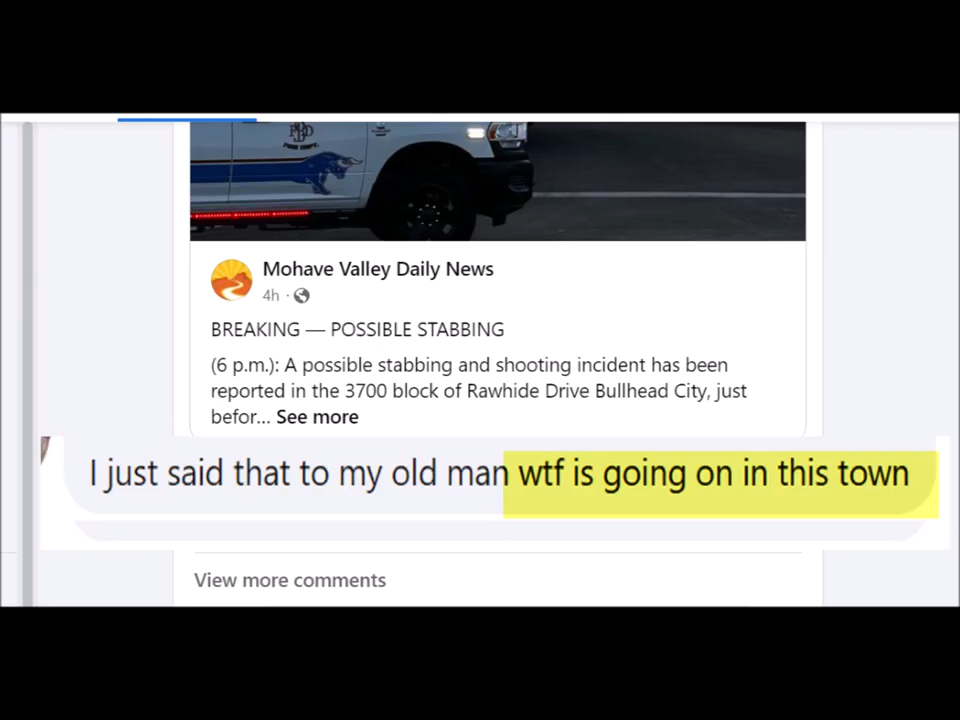 Mohave Valley Daily News
4h ·
BREAKING — POSSIBLE STABBING
(6 p.m.): A possible stabbing and shooting incident has been
reported in the 3700 block of Rawhide Drive Bullhead City, just
befor... See more
I just said that to my old man wtf is going on in this town
View more comments